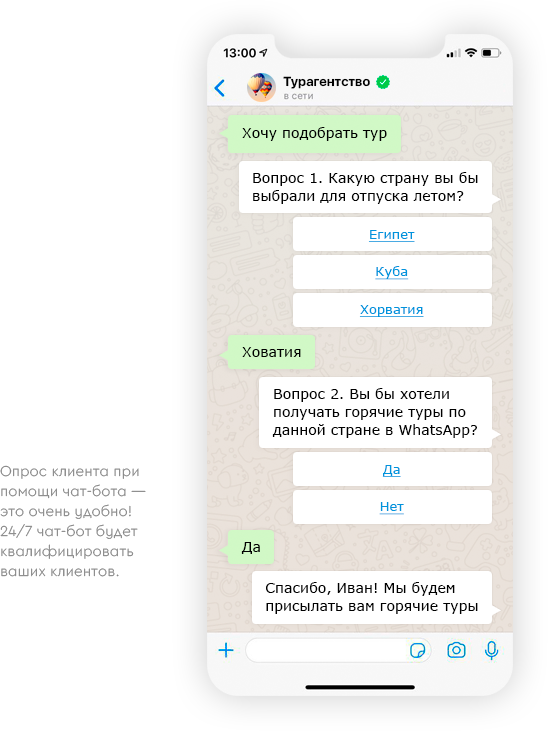 13:00
Турагентство
в сети
Хочу подобрать тур
Вопрос 1. Какую страну вы бы
выбрали для отпуска летом?
Египет
Куба
Хорватия
Ховатия
Вопрос 2. Вы бы хотели
получать горячие туры по
данной стране в WhatsApp?
Да
Нет
Да
Спасибо, Иван! Мы будем
присылать вам горячие туры
Опрос клиента при
помощи чат-бота —
это очень удобно!
24/7 чат-бот будет
квалифицировать
ваших клиентов.